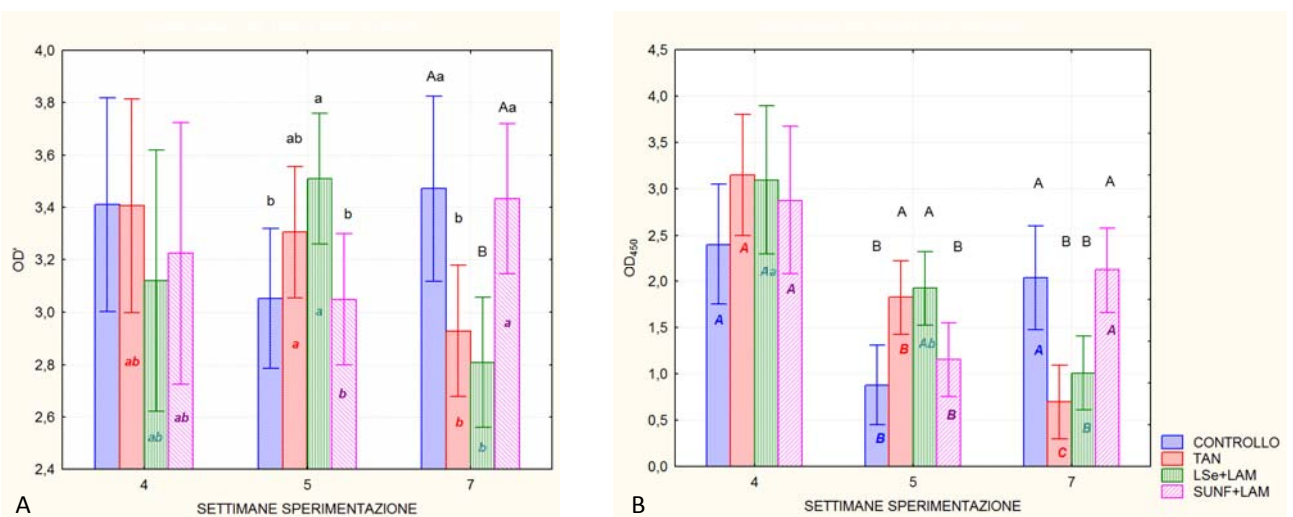 4,0
3,8
3,6
3,4
3,2
3,0
2,8
2,6
2,4
OD'
Aa
Aa
a
ab
b
b
b
B
ab
ab
ab
a
a
b
b
b
a
4
5
7
A
SETTIMANE SPERIMENTAZIONE
4,5
4,0
3,5
3,0
2,5
2,0
1,5
1,0
0,5
0,0
OD450
A
A
A
A
B
B
B
B
A
A
Aa
A
B
B
Ab
B
A
C
B
A
4
5
7
B
SETTIMANE SPERIMENTAZIONE
CONTROLLO
TAN
LSe+LAM
SUNF+LAM